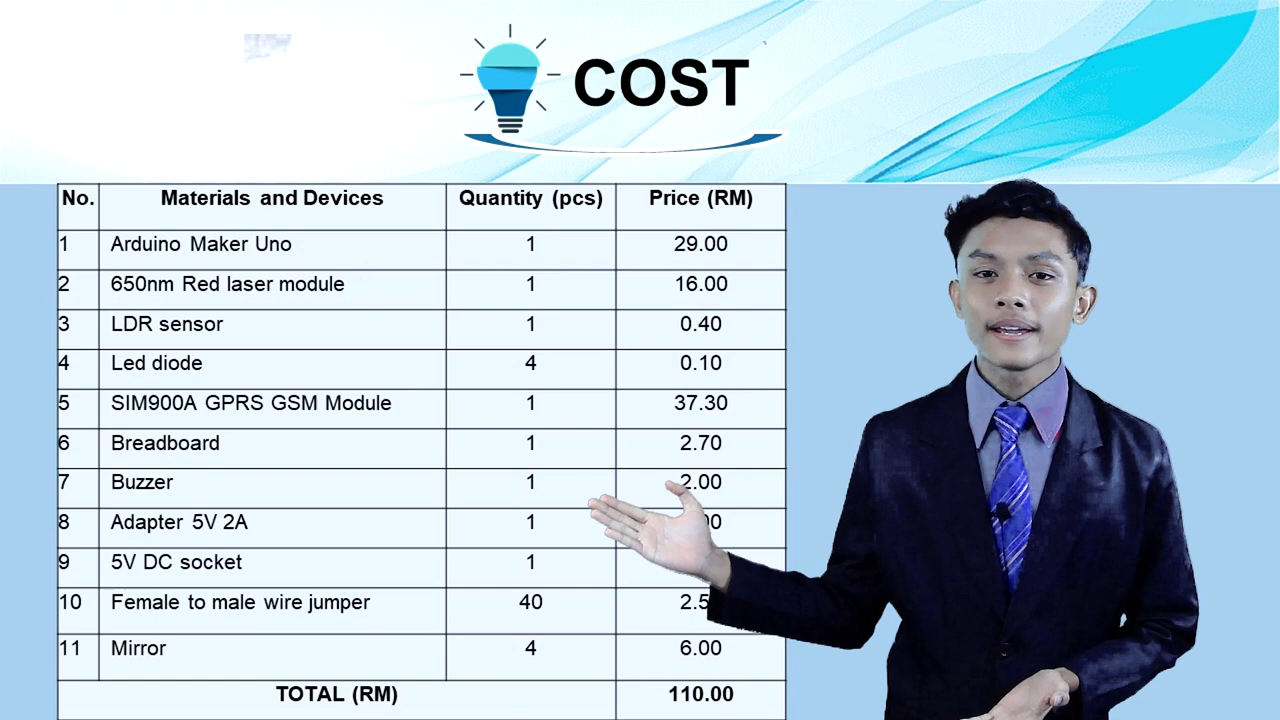 COST
No. Materials and Devices Quantity (pcs) Price (RM)
1 Arduino Maker Uno 1 29.00
2 650nm Red laser module 1 16.00
3 LDR sensor 1 0.40
4 Led diode 4 0.10
5 SIM900A GPRS GSM Module 1 37.30
6 Breadboard 1 2.70
7 Buzzer 1 2.00
8 Adapter 5V 2A 1
9 5V DC socket 1
10 Female to male wire jumper 40
11 Mirror 4 6.00
TOTAL (RM) 110.00